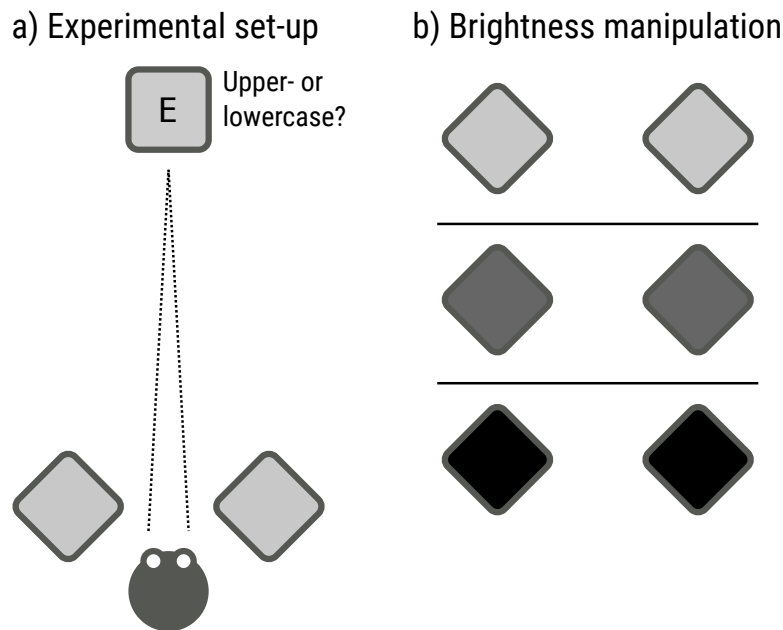 a) Experimental set-up
b) Brightness manipulation
E
Upper- or
lowercase?